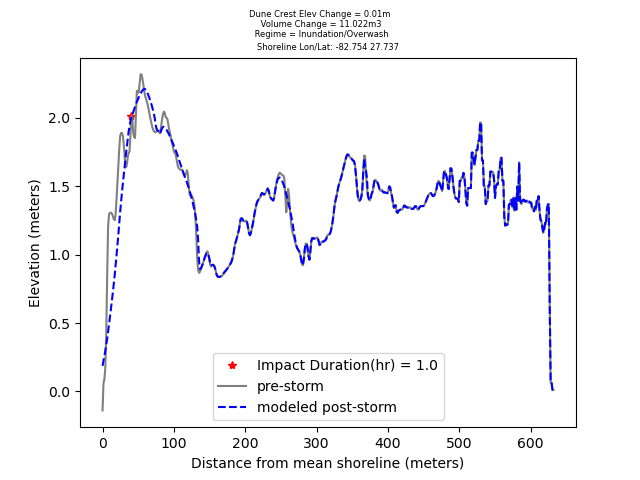 Dune Crest Elev Change = 0.01m
Volume Change = 11.022m3
Regime = Inundation/Overwash
Shoreline Lon/Lat: -82.754 27.737
2.0
1.5
1.0
0.5
0.0
Elevation (meters)
Impact Duration(hr) = 1.0
pre-storm
modeled post-storm
0 100 200 300 400 500 600
Distance from mean shoreline (meters)